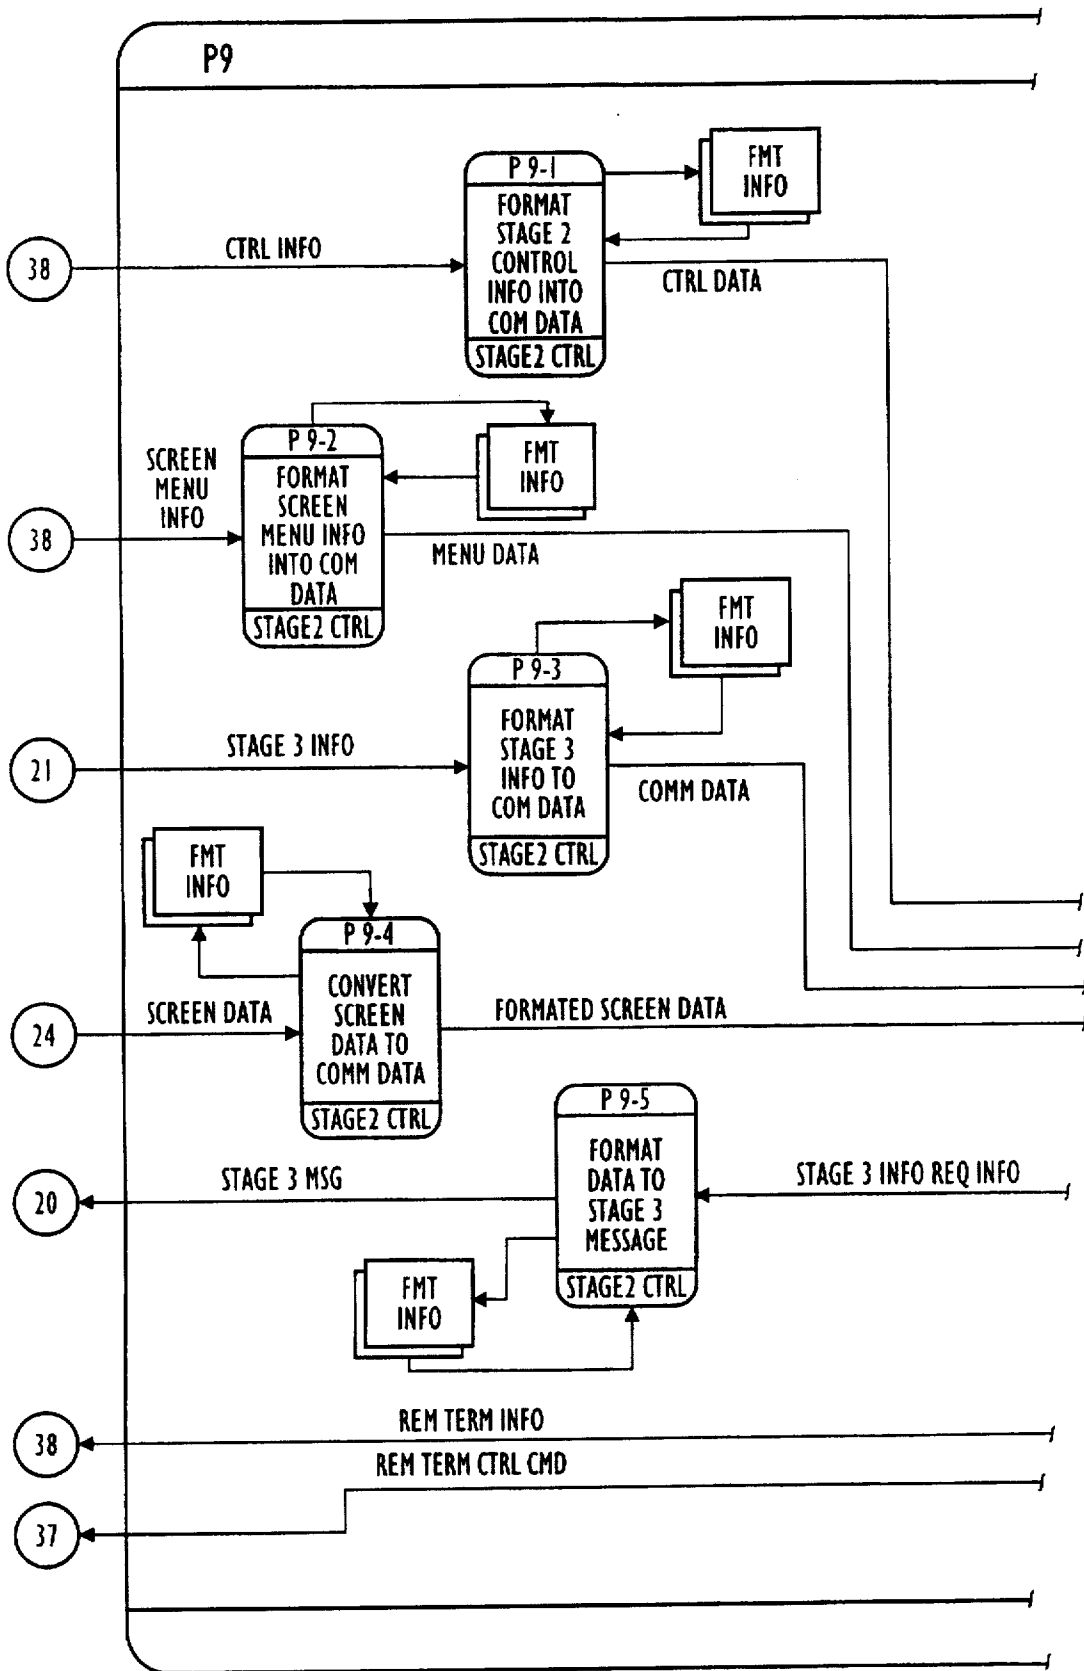 P9
P 9-1
FORMAT
STAGE 2
CONTROL
INFO INTO
COM DATA
STAGE2 CTRL
FMT
INFO
38
CTRL INFO
CTRL DATA
P 9-2
FORMAT
SCREEN
MENU INFO
INTO COM
DATA
STAGE2 CTRL
FMT
INFO
SCREEN
MENU
INFO
38
MENU DATA
P 9-3
FORMAT
STAGE 3
INFO TO
COM DATA
STAGE2 CTRL
FMT
INFO
21
STAGE 3 INFO
COMM DATA
FMT
INFO
P 9-4
CONVERT
SCREEN
DATA TO
COMM DATA
STAGE2 CTRL
24
SCREEN DATA
FORMATED SCREEN DATA
P 9-5
FORMAT
DATA TO
STAGE 3
MESSAGE
STAGE2 CTRL
20
STAGE 3 MSG
STAGE 3 INFO REQ INFO
FMT
INFO
38
REM TERM INFO
REM TERM CTRL CMD
37